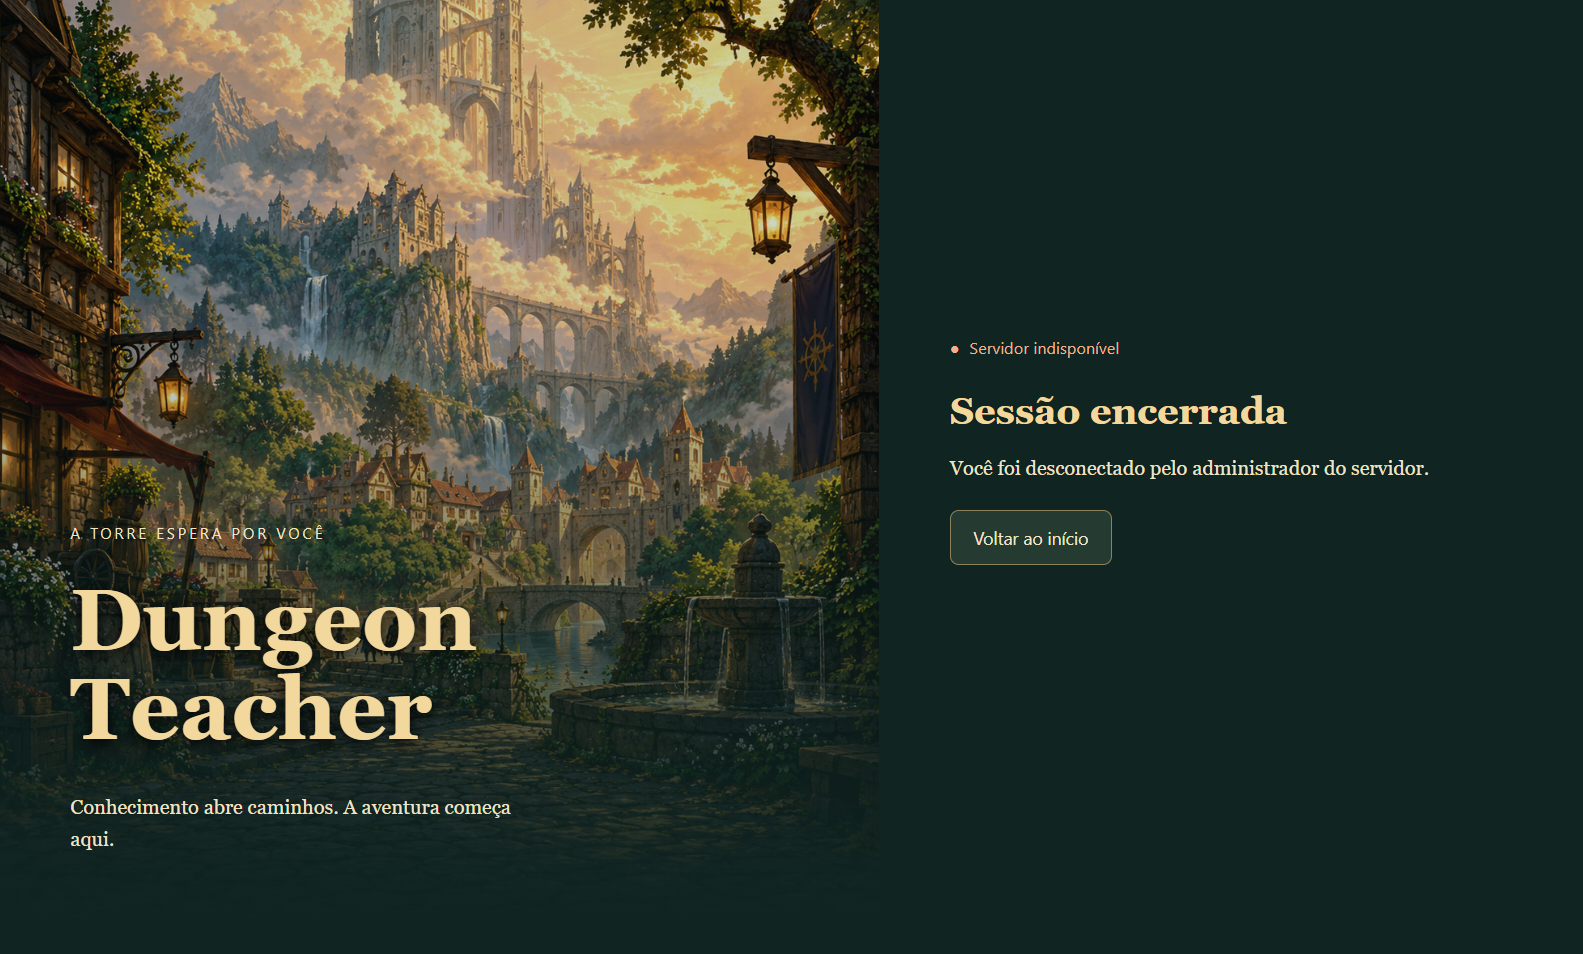 A TORRE ESPERA POR VOCÊ
Dungeon
Teacher
Conhecimento abre caminhos. A aventura começa
aqui.
Servidor indisponível
Sessão encerrada
Você foi desconectado pelo administrador do servidor.
Voltar ao início